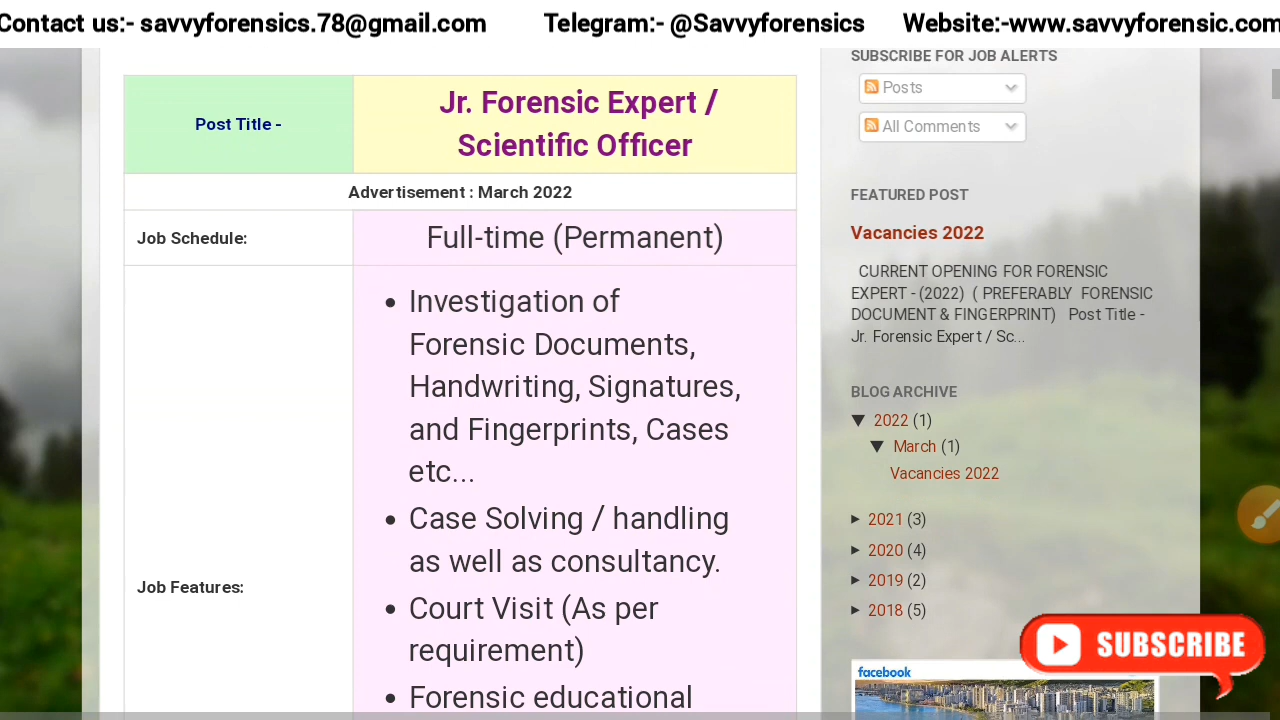 Contact us:- savvyforensics.78@gmail.com Telegram:- @Savvyforensics Website:-www.savvyforensic.com
Post Title -
Jr. Forensic Expert /
Scientific Officer
Advertisement : March 2022
Job Schedule:
Full-time (Permanent)
Job Features:
• Investigation of
Forensic Documents,
Handwriting, Signatures,
and Fingerprints, Cases
etc...
• Case Solving / handling
as well as consultancy.
• Court Visit (As per
requirement)
• Forensic educational
SUBSCRIBE FOR JOB ALERTS
Posts
All Comments
FEATURED POST
Vacancies 2022
CURRENT OPENING FOR FORENSIC
EXPERT - (2022) ( PREFERABLY FORENSIC
DOCUMENT & FINGERPRINT) Post Title -
Jr. Forensic Expert / Sc...
BLOG ARCHIVE
▼ 2022 (1)
▼ March (1)
Vacancies 2022
► 2021 (3)
► 2020 (4)
► 2019 (2)
► 2018 (5)
SUBSCRIBE
facebook